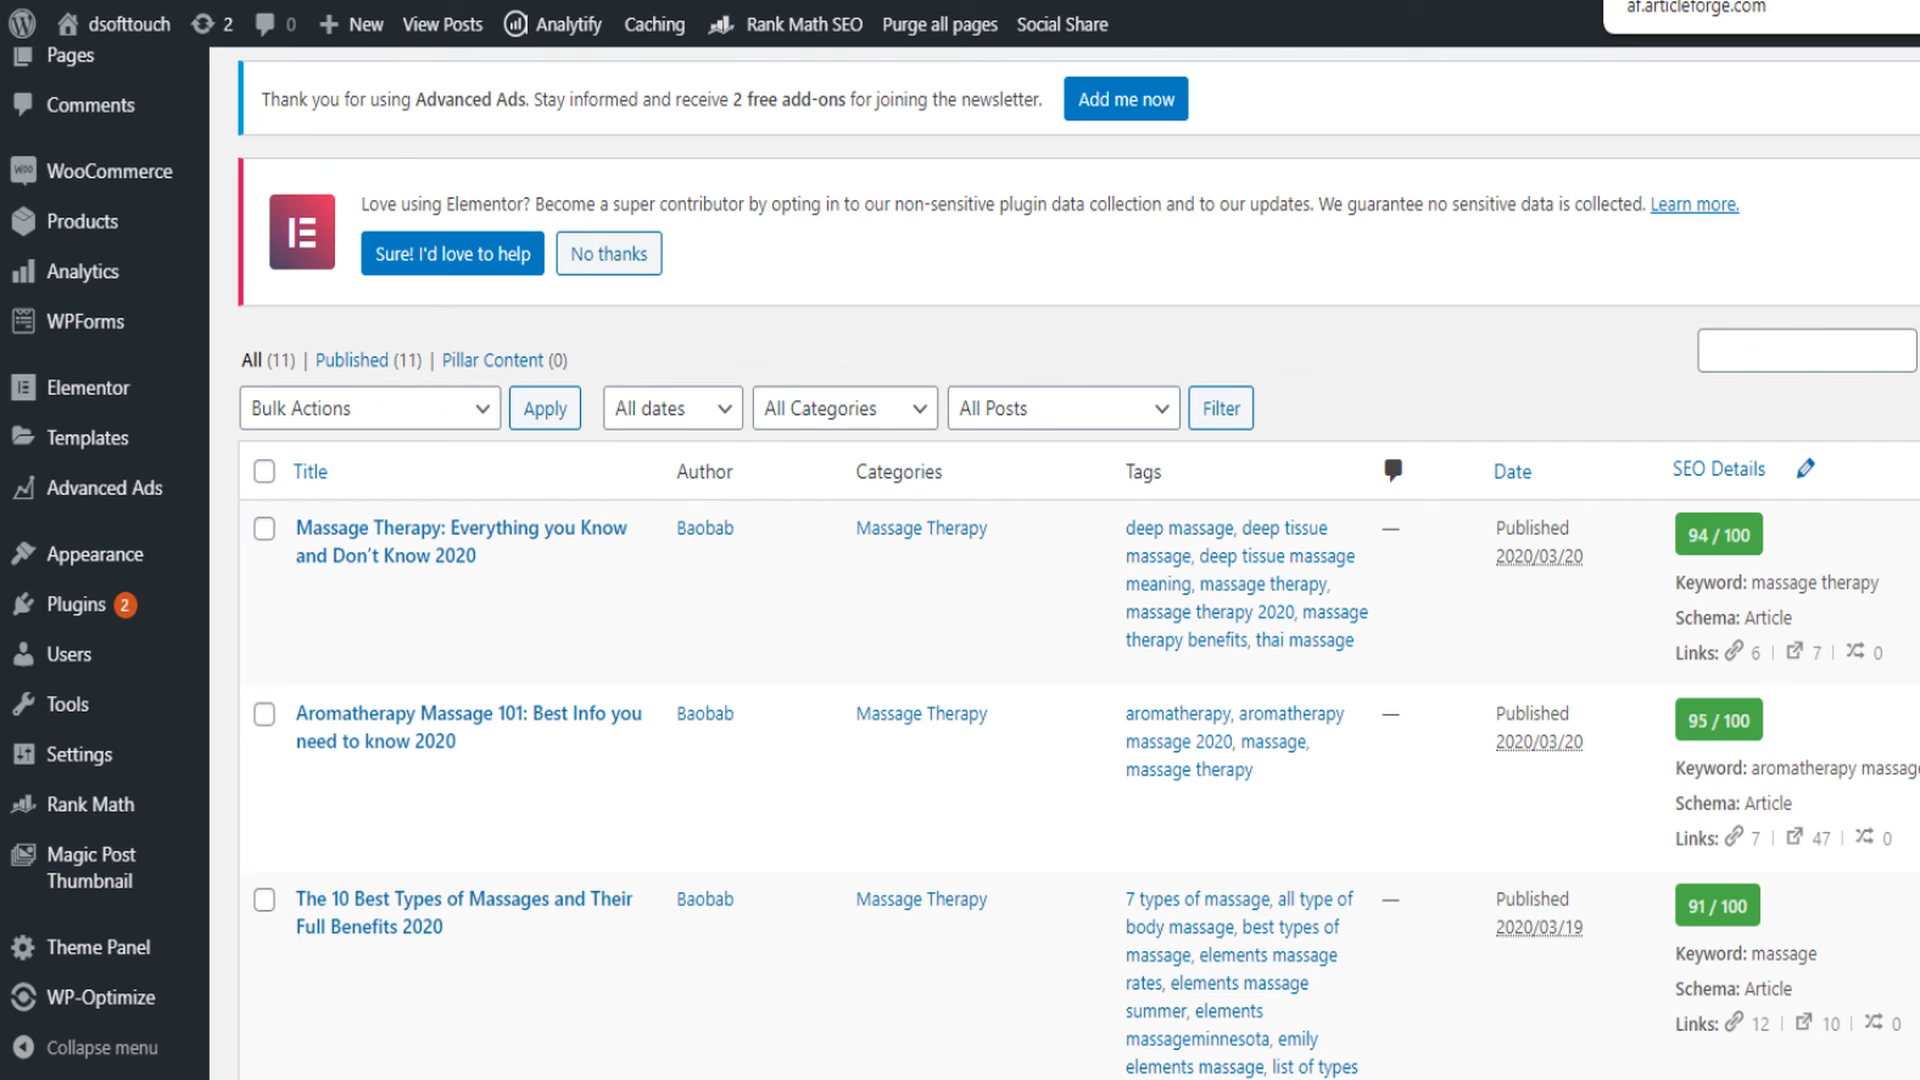 dsofttouch 2 0 New View Posts Analytify Caching Rank Math SEO Purge all pages Social Share
af.articleforge.com
Pages
Comments
WooCommerce
Products
Analytics
WPForms
Elementor
Templates
Advanced Ads
Appearance
Plugins 2
Users
Tools
Settings
Rank Math
Magic Post
Thumbnail
Theme Panel
WP-Optimize
Collapse menu
Thank you for using Advanced Ads. Stay informed and receive 2 free add-ons for joining the newsletter. Add me now
Love using Elementor? Become a super contributor by opting in to our non-sensitive plugin data collection and to our updates. We guarantee no sensitive data is collected. Learn more.
Sure! I'd love to help No thanks
All (11) | Published (11) | Pillar Content (0)
Bulk Actions Apply All dates All Categories All Posts Filter
Title Author Categories Tags Date SEO Details
Massage Therapy: Everything you Know
and Don’t Know 2020
Baobab
Massage Therapy
deep massage, deep tissue
massage, deep tissue massage
meaning, massage therapy,
massage therapy 2020, massage
therapy benefits, thai massage
—
Published
2020/03/20
94 / 100
Keyword: massage therapy
Schema: Article
Links: 6 | 7 | 0
Aromatherapy Massage 101: Best Info you
need to know 2020
Baobab
Massage Therapy
aromatherapy, aromatherapy
massage 2020, massage,
massage therapy
—
Published
2020/03/20
95 / 100
Keyword: aromatherapy massage
Schema: Article
Links: 7 | 47 | 0
The 10 Best Types of Massages and Their
Full Benefits 2020
Baobab
Massage Therapy
7 types of massage, all type of
body massage, best types of
massage, elements massage
rates, elements massage
summer, elements
massageminnesota, emily
elements massage, list of types
—
Published
2020/03/19
91 / 100
Keyword: massage
Schema: Article
Links: 12 | 10 | 0